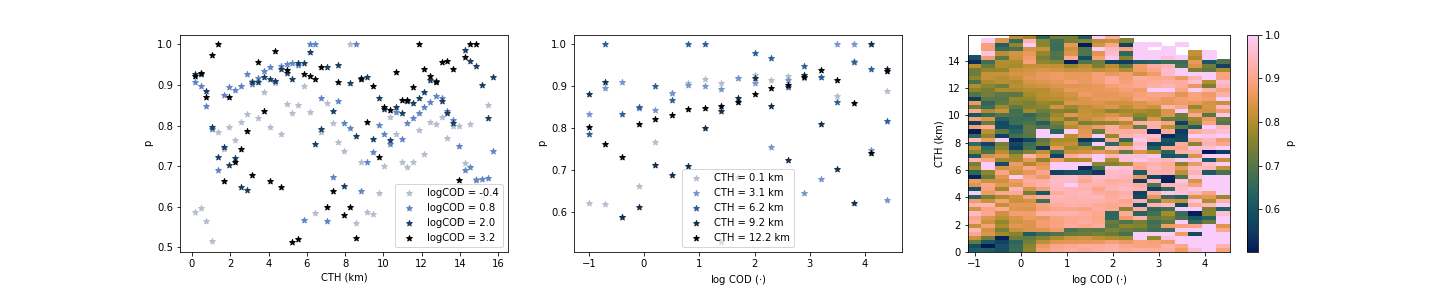 1.0
0.9
0.8
0.7
0.6
0.5
p
0
2
4
6
8
10
12
14
16
CTH (km)
logCOD = -0.4
logCOD = 0.8
logCOD = 2.0
logCOD = 3.2
1.0
0.9
0.8
0.7
0.6
p
−1
0
1
2
3
4
log COD (·)
CTH = 0.1 km
CTH = 3.1 km
CTH = 6.2 km
CTH = 9.2 km
CTH = 12.2 km
14
12
10
8
6
4
2
0
CTH (km)
−1
0
1
2
3
4
log COD (·)
1.0
0.9
0.8
0.7
0.6
p